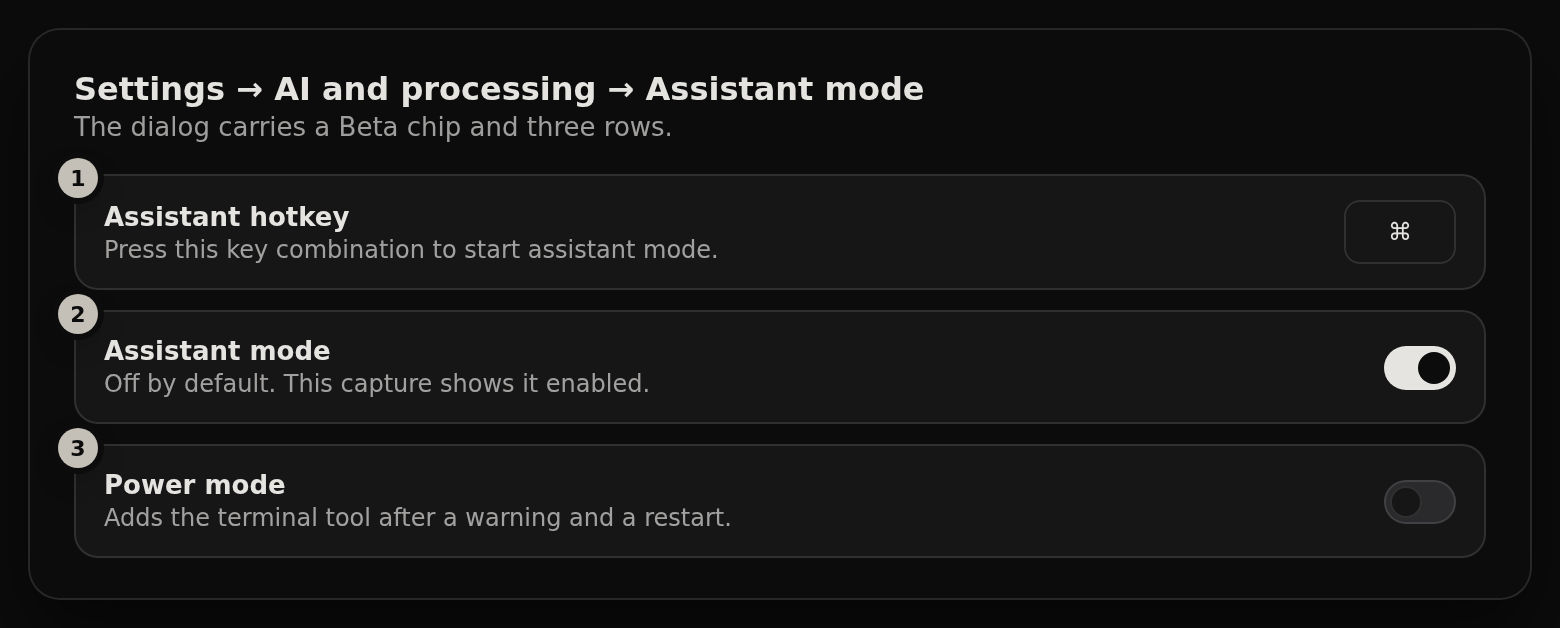 Settings → AI and processing → Assistant mode
The dialog carries a Beta chip and three rows.
1
Assistant hotkey
Press this key combination to start assistant mode.
⌘
2
Assistant mode
Off by default. This capture shows it enabled.
3
Power mode
Adds the terminal tool after a warning and a restart.